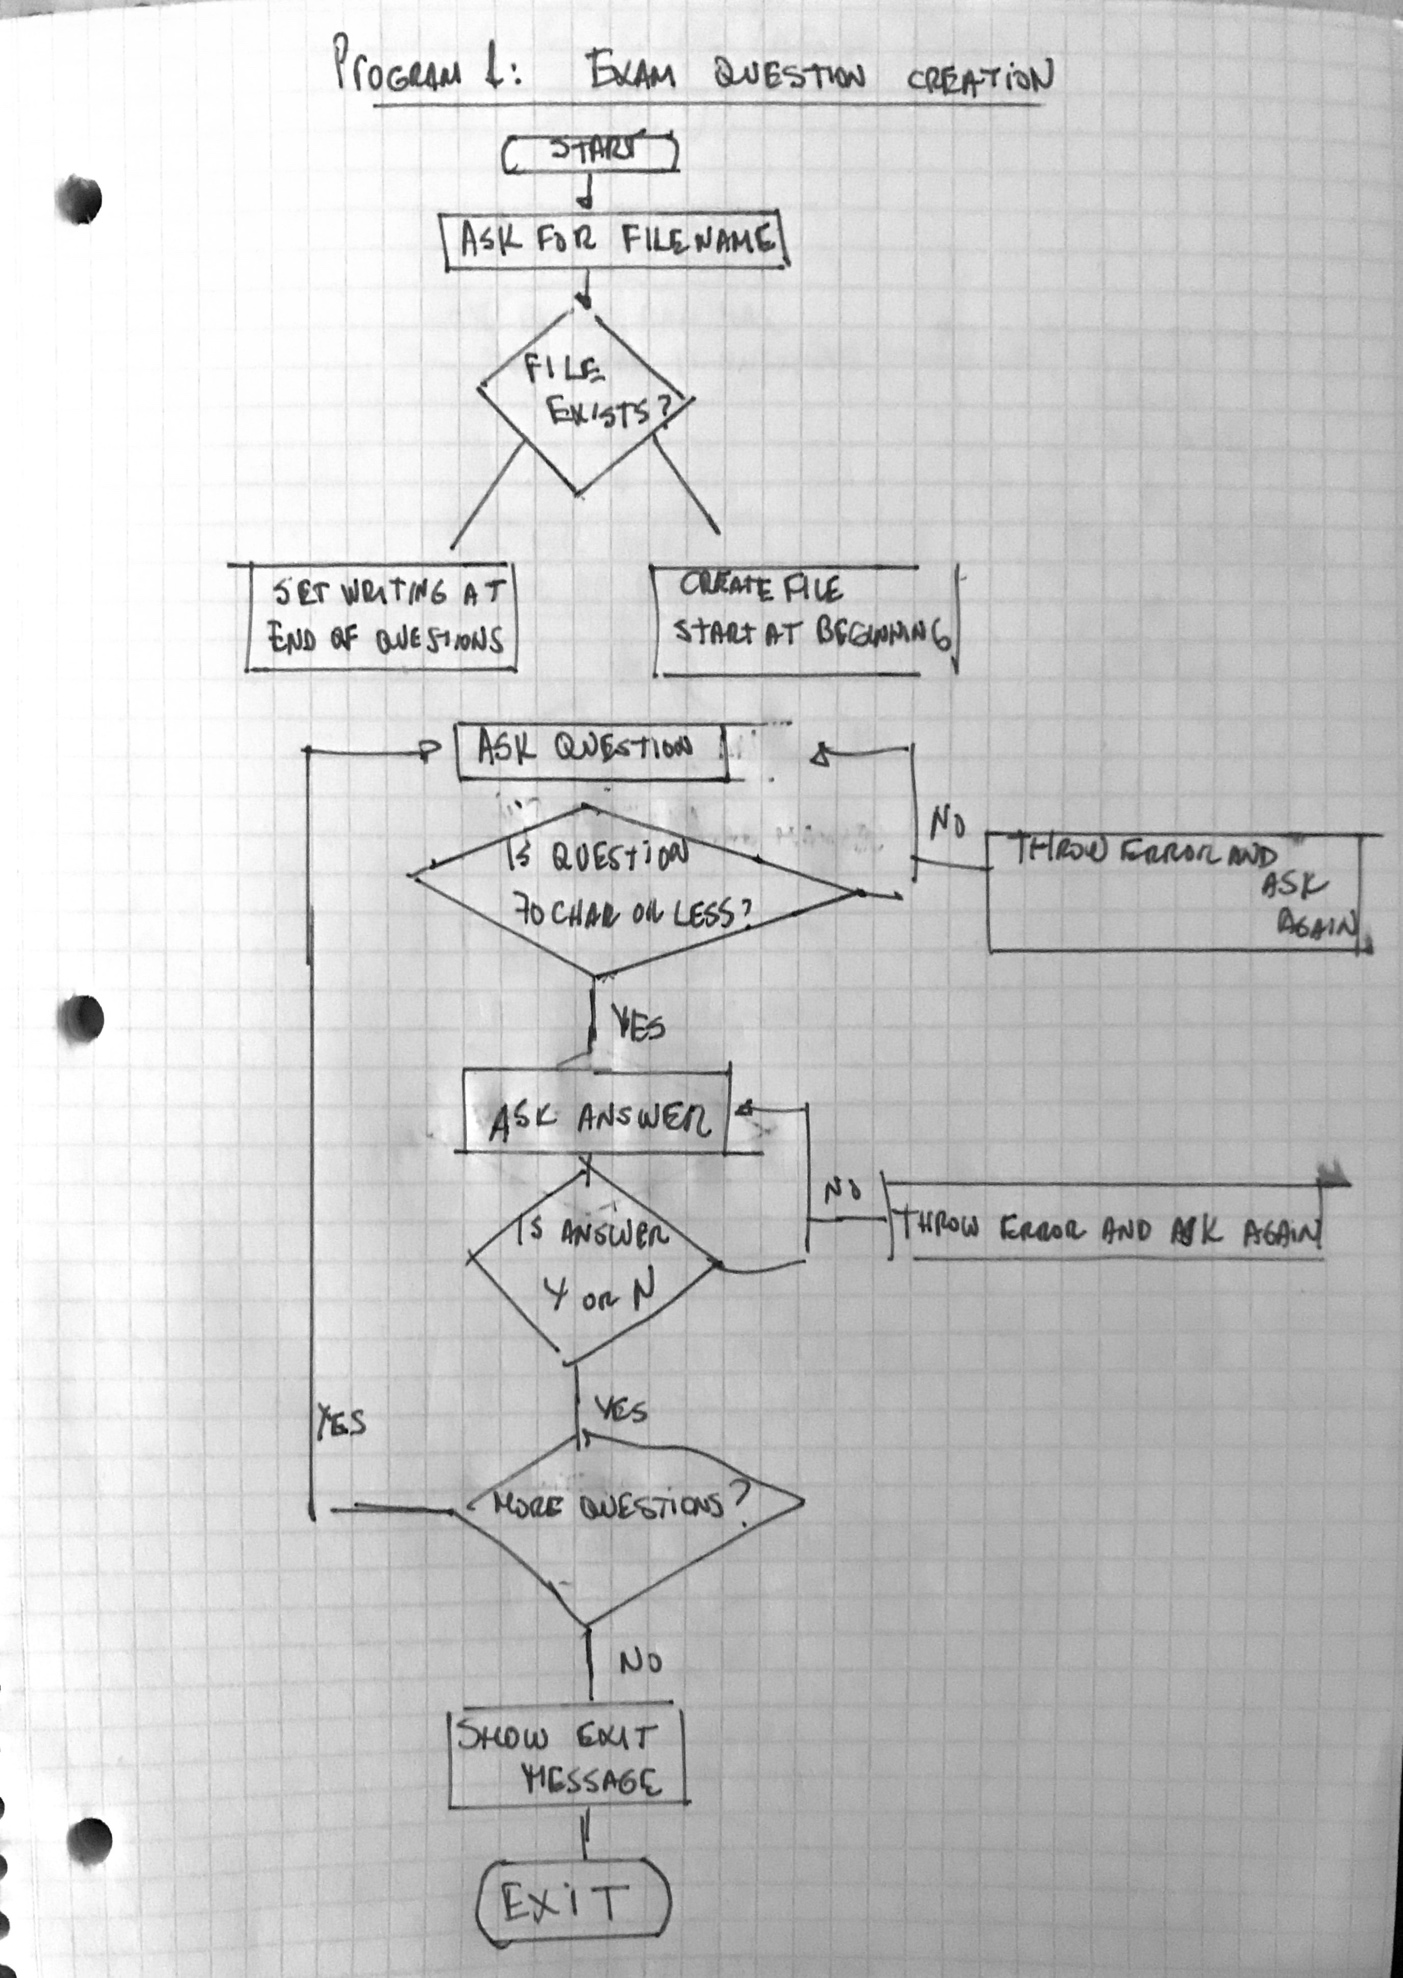 PROGRAM 1: EXAM QUESTION CREATION
START
ASK FOR FILENAME
FILE
EXISTS?
SET WRITING AT
END OF QUESTIONS
CREATE FILE
START AT BEGINNING
ASK QUESTION
NO
IS QUESTION
70 CHAR OR LESS?
THROW ERROR AND
ASK
AGAIN
YES
ASK ANSWER
NO
THROW ERROR AND ASK AGAIN
IS ANSWER
Y OR N
YES
YES
MORE QUESTIONS?
NO
SHOW EXIT
MESSAGE
EXIT